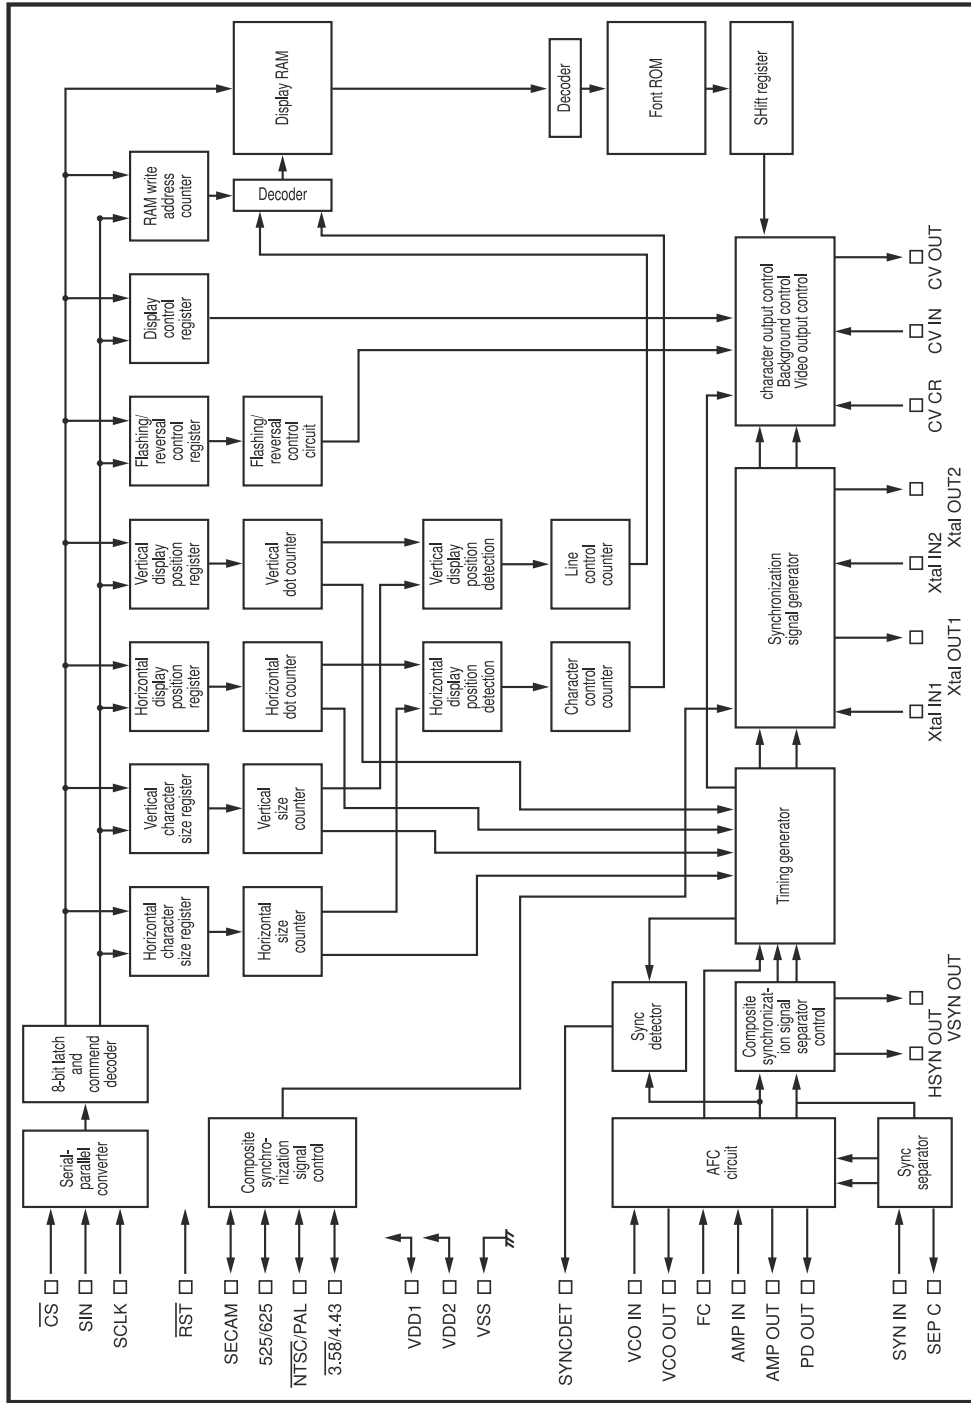 CS
SIN
SCLK
RST
SECAM
525/625
NTSC/PAL
3.58/4.43
VDD1
VDD2
VSS
SYNCDET
VCO IN
VCO OUT
FC
AMP IN
AMP OUT
PD OUT
SYN IN
SEP C
Serial-
parallel
converter
8-bit latch
and
commend
decoder
Composite
synchro-
nization
signal
control
AFC
circuit
Sync
separator
Sync
detector
Composite
synchronizat-
ion signal
separator
control
HSYN OUT
VSYN OUT
Horizontal
character
size register
Horizontal
size
counter
Vertical
character
size register
Vertical
size
counter
Timing generator
Horizontal
display
position
register
Horizontal
dot counter
Horizontal
display
position
detection
Character
control
counter
Vertical
display
position
register
Vertical
dot counter
Vertical
display
position
detection
Line
control
counter
Synchronization
signal generator
Xtal IN1
Xtal OUT1
Xtal IN2
Xtal OUT2
Flashing/
reversal
control
register
Flashing/
reversal
control
circuit
Display
control
register
character output control
Background control
Video output control
CV CR
CV IN
CV OUT
RAM write
address
counter
Decoder
Display RAM
Decoder
Font ROM
SHift register